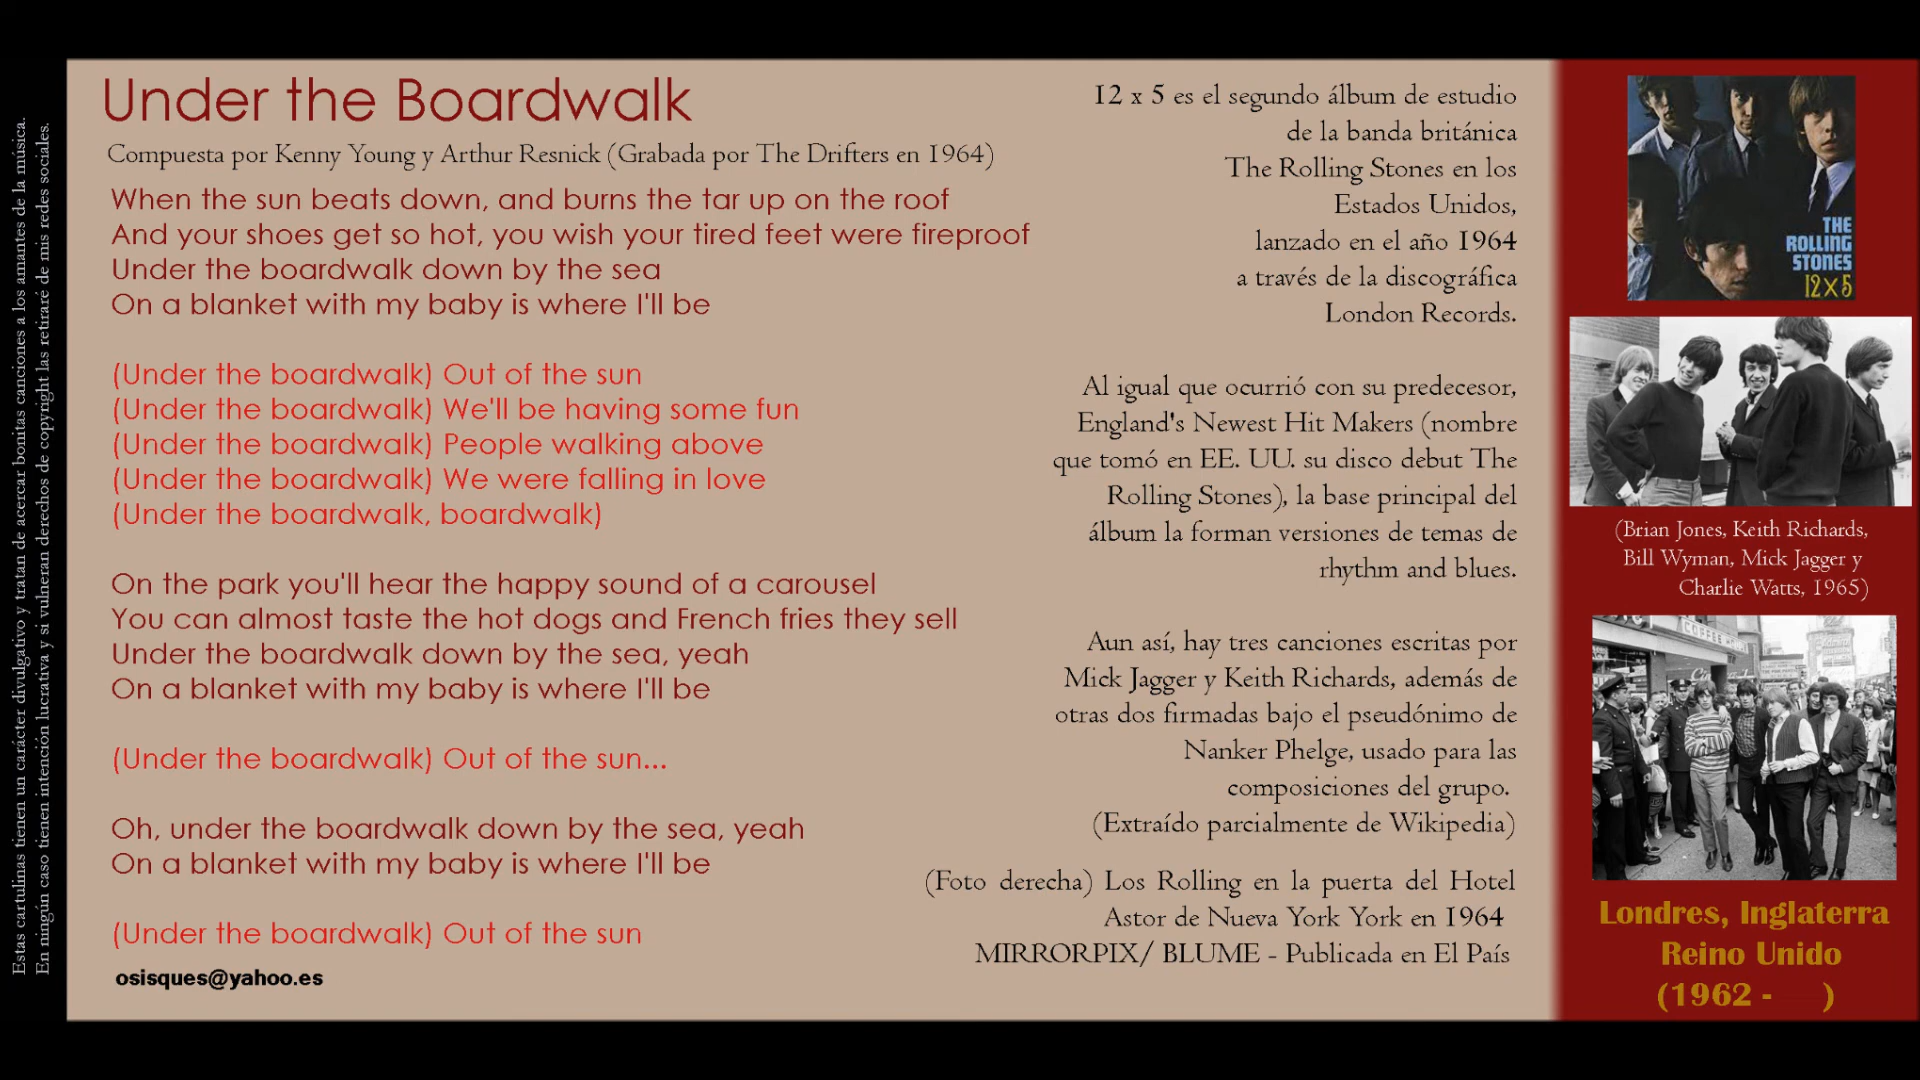 Estas cartulinas tienen un carácter divulgativo y tratan de acercar bonitas canciones a los amantes de la música.
En ningún caso tienen intención lucrativa y si vulneran derechos de copyright las retiraré de mis redes sociales.
Under the Boardwalk
Compuesta por Kenny Young y Arthur Resnick (Grabada por The Drifters en 1964)
When the sun beats down, and burns the tar up on the roof
And your shoes get so hot, you wish your tired feet were fireproof
Under the boardwalk down by the sea
On a blanket with my baby is where I'll be
(Under the boardwalk) Out of the sun
(Under the boardwalk) We'll be having some fun
(Under the boardwalk) People walking above
(Under the boardwalk) We were falling in love
(Under the boardwalk, boardwalk)
On the park you'll hear the happy sound of a carousel
You can almost taste the hot dogs and French fries they sell
Under the boardwalk down by the sea, yeah
On a blanket with my baby is where I'll be
(Under the boardwalk) Out of the sun...
Oh, under the boardwalk down by the sea, yeah
On a blanket with my baby is where I'll be
(Under the boardwalk) Out of the sun
osisques@yahoo.es
12 x 5 es el segundo álbum de estudio
de la banda británica
The Rolling Stones en los
Estados Unidos,
lanzado en el año 1964
a través de la discográfica
London Records.
Al igual que ocurrió con su predecesor,
England's Newest Hit Makers (nombre
que tomó en EE. UU. su disco debut The
Rolling Stones), la base principal del
álbum la forman versiones de temas de
rhythm and blues.
Aun así, hay tres canciones escritas por
Mick Jagger y Keith Richards, además de
otras dos firmadas bajo el pseudónimo de
Nanker Phelge, usado para las
composiciones del grupo.
(Extraído parcialmente de Wikipedia)
(Foto derecha) Los Rolling en la puerta del Hotel
Astor de Nueva York York en 1964
MIRRORPIX/ BLUME - Publicada en El País
THE
ROLLING
STONES
12x5
(Brian Jones, Keith Richards,
Bill Wyman, Mick Jagger y
Charlie Watts, 1965)
COFFEE
Londres, Inglaterra
Reino Unido
(1962 - )